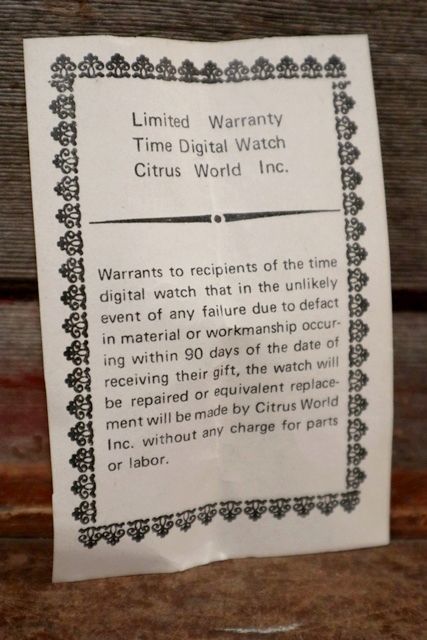 Limited Warranty
Time Digital Watch
Citrus World Inc.
Warrants to recipients of the time
digital watch that in the unlikely
event of any failure due to defact
in material or workmanship occur-
ing within 90 days of the date of
receiving their gift, the watch will
be repaired or equivalent replace-
ment will be made by Citrus World
Inc. without any charge for parts
or labor.